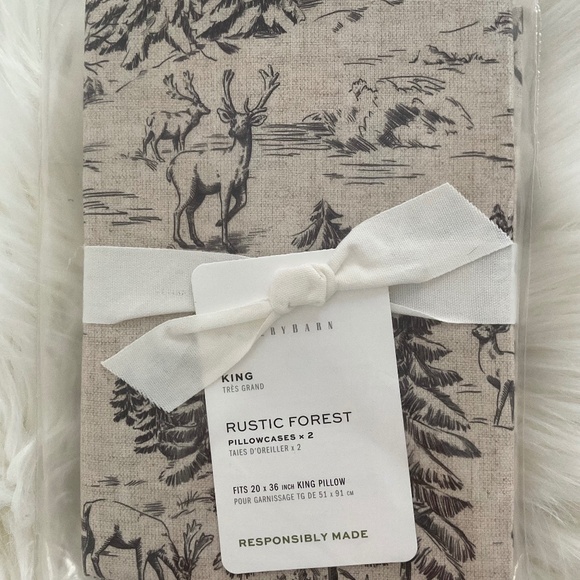 KING
TRÈS GRAND
RUSTIC FOREST
PILLOWCASES × 2
TAIES D'OREILLER x 2
FITS 20 x 36 INCH KING PILLOW
POUR GARNISSAGE TG DE 51 x 91 CM
RESPONSIBLY MADE